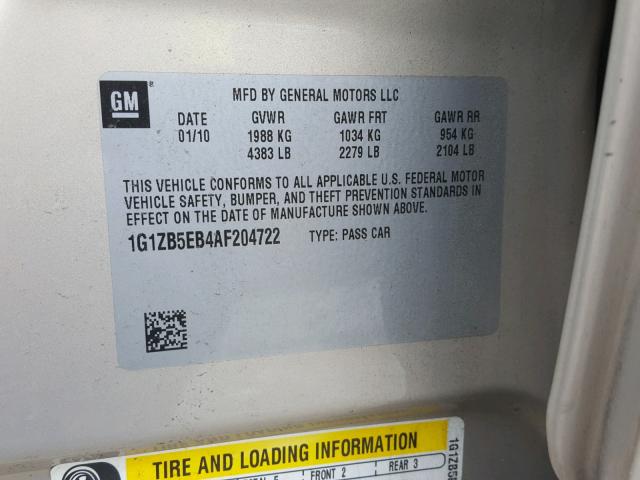 GM ®
MFD BY GENERAL MOTORS LLC
DATE GVWR GAWR FRT GAWR RR
01/10 1988 KG 1034 KG 954 KG
4383 LB 2279 LB 2104 LB
THIS VEHICLE CONFORMS TO ALL APPLICABLE U.S. FEDERAL MOTOR
VEHICLE SAFETY, BUMPER, AND THEFT PREVENTION STANDARDS IN
EFFECT ON THE DATE OF MANUFACTURE SHOWN ABOVE.
1G1ZB5EB4AF204722 TYPE: PASS CAR
TIRE AND LOADING INFORMATION
FRONT 2 REAR 3
1G1ZB5